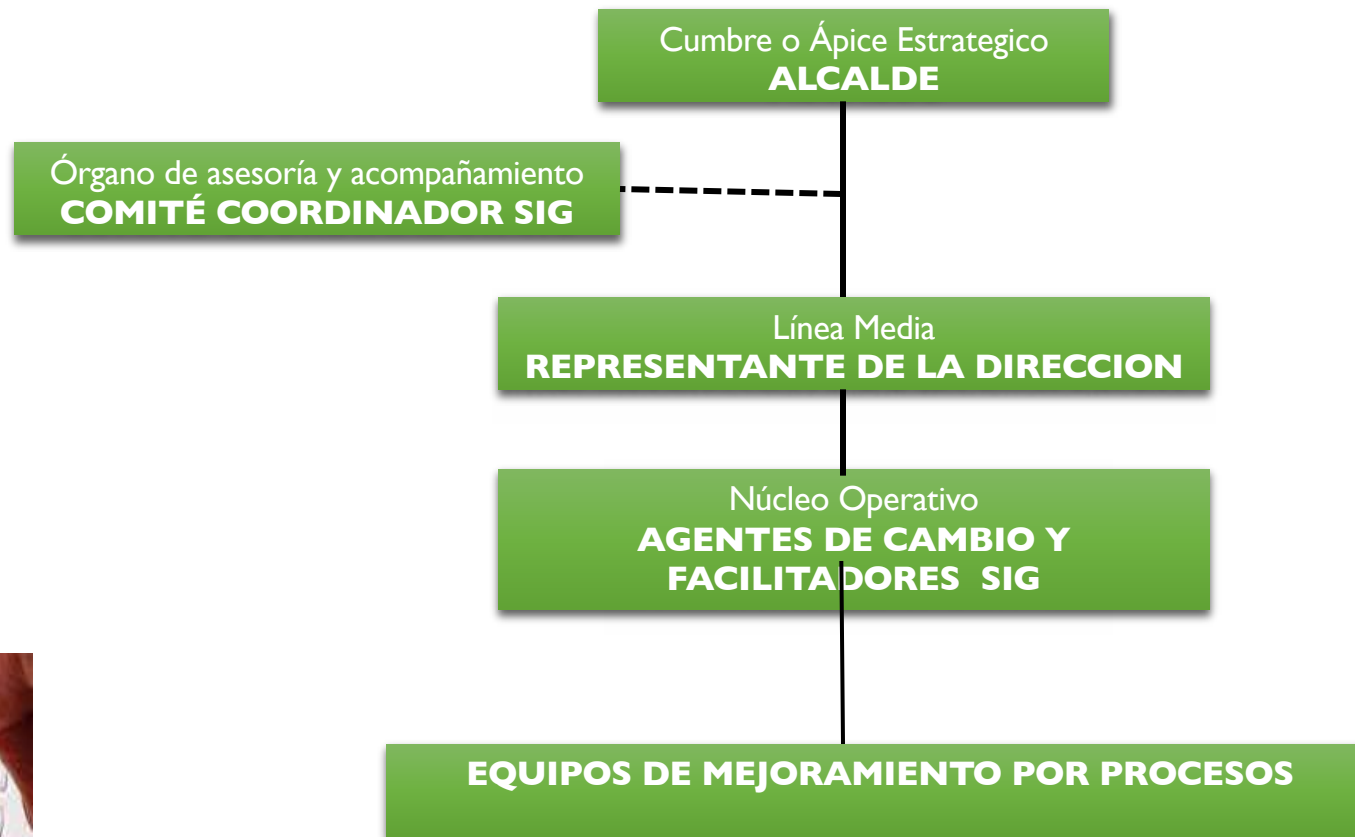 Cumbre o Ápice Estrategico
ALCALDE
Órgano de asesoría y acompañamiento
COMITÉ COORDINADOR SIG
Línea Media
REPRESENTANTE DE LA DIRECCION
Núcleo Operativo
AGENTES DE CAMBIO Y
FACILITADORES SIG
EQUIPOS DE MEJORAMIENTO POR PROCESOS